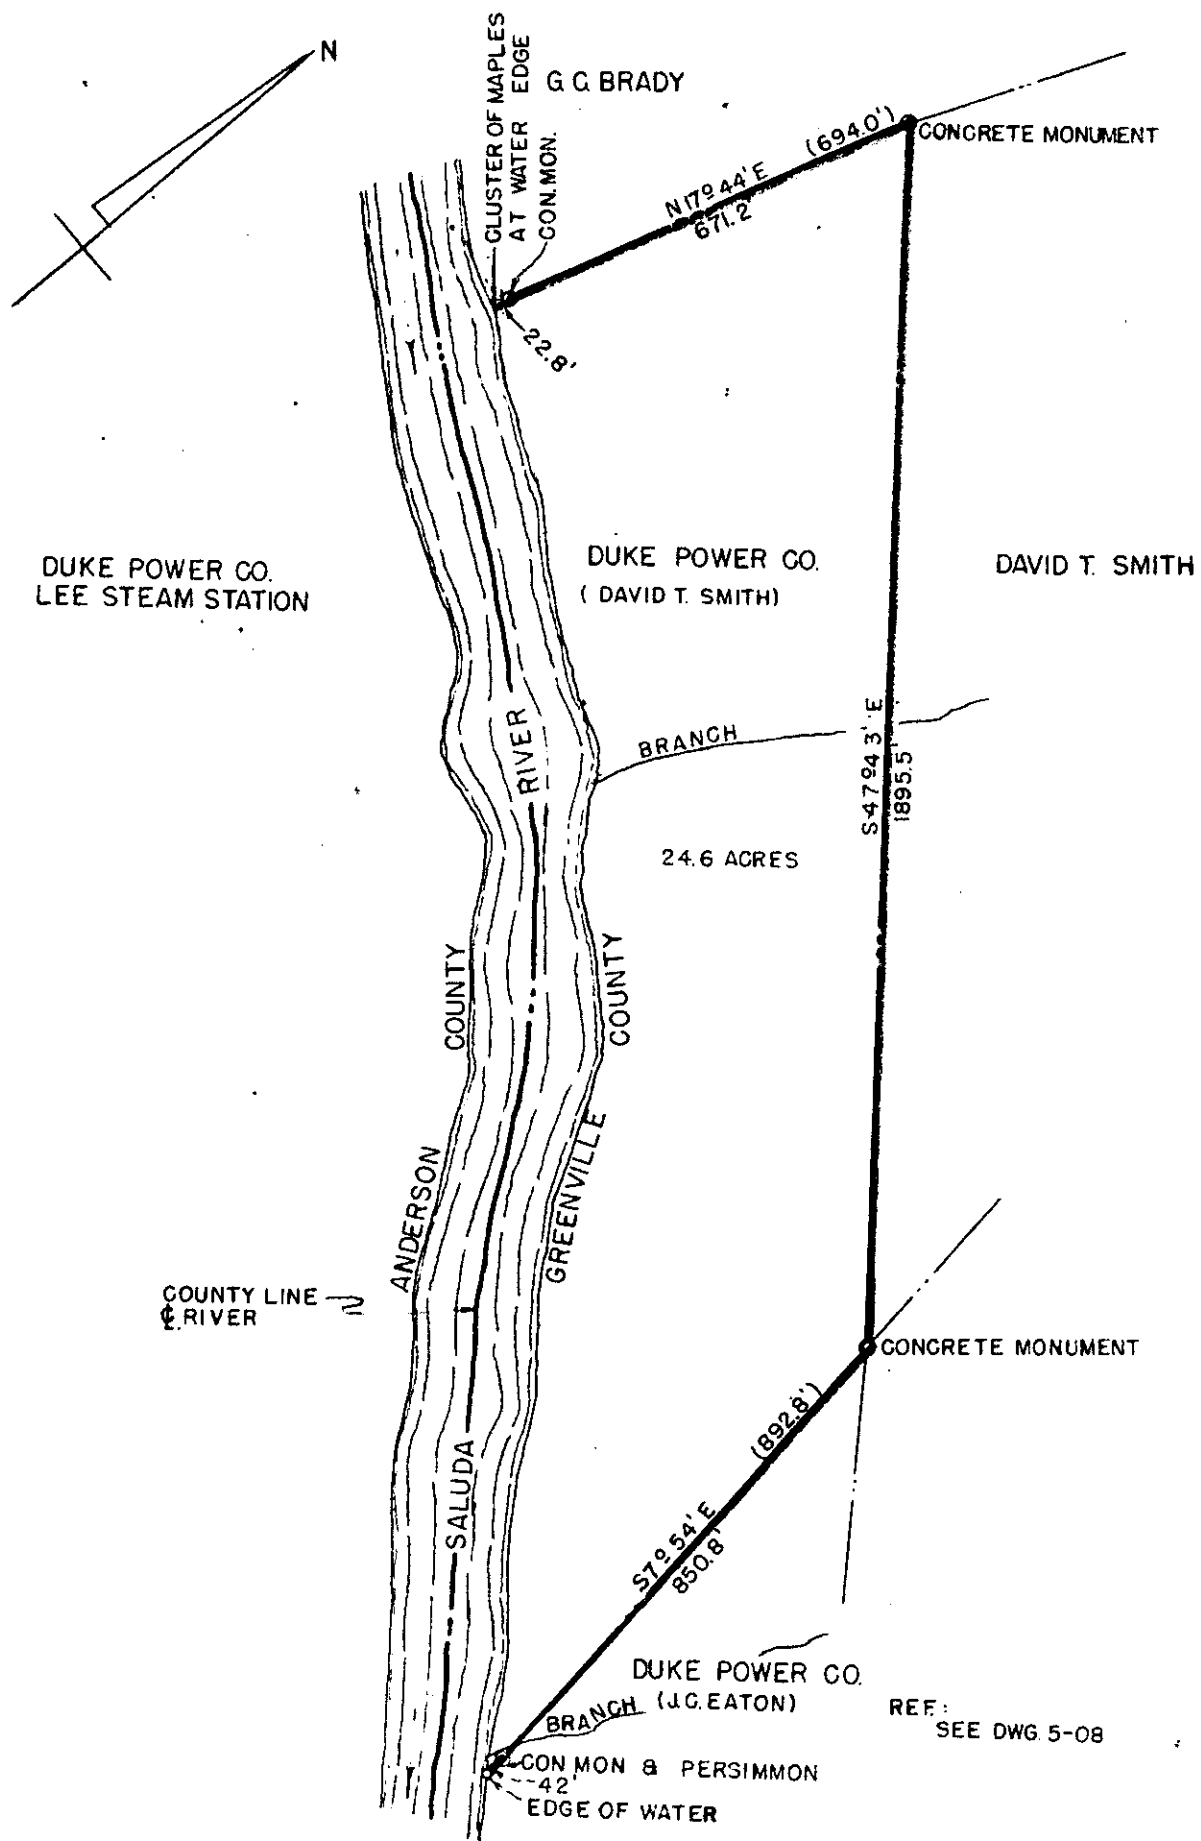 N
CLUSTER OF MAPLES
AT WATER EDGE
CON. MON.
G. C. BRADY
(694.0')
CONCRETE MONUMENT
N 17° 44' E
671.2'
22.8'
DUKE POWER CO.
LEE STEAM STATION
DUKE POWER CO.
( DAVID T. SMITH)
DAVID T. SMITH
RIVER
BRANCH
S 47° 43' E
1895.5'
24.6 ACRES
COUNTY
COUNTY
ANDERSON
GREENVILLE
COUNTY LINE
℄ RIVER
CONCRETE MONUMENT
(892.8')
SALUDA
S 7° 54' E
850.8'
DUKE POWER CO.
(J.C. EATON)
BRANCH
REF.:
SEE DWG. 5-08
CON MON & PERSIMMON
42'
EDGE OF WATER